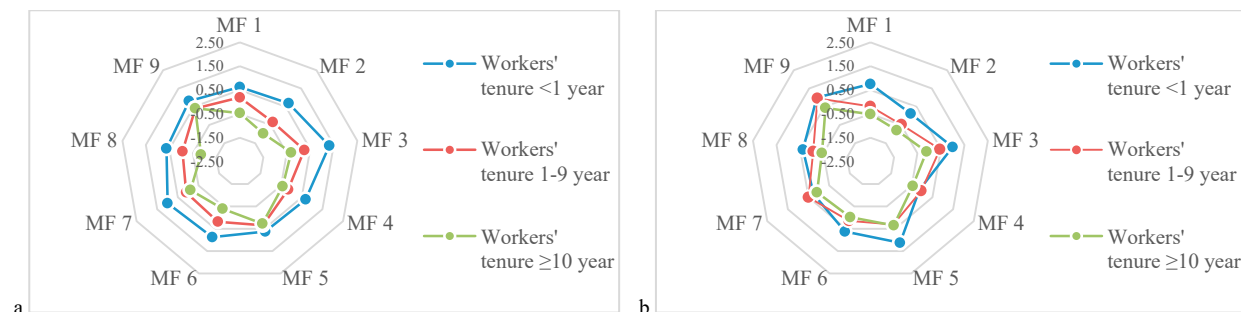 MF 1
2.50
1.50
0.50
-0.50
-1.50
-2.50
MF 2
MF 3
MF 4
MF 5
MF 6
MF 7
MF 8
MF 9
Workers'
tenure <1 year
Workers'
tenure 1-9 year
Workers'
tenure ≥10 year
a
MF 1
2.50
1.50
0.50
-0.50
-1.50
-2.50
MF 2
MF 3
MF 4
MF 5
MF 6
MF 7
MF 8
MF 9
Workers'
tenure <1 year
Workers'
tenure 1-9 year
Workers'
tenure ≥10 year
b